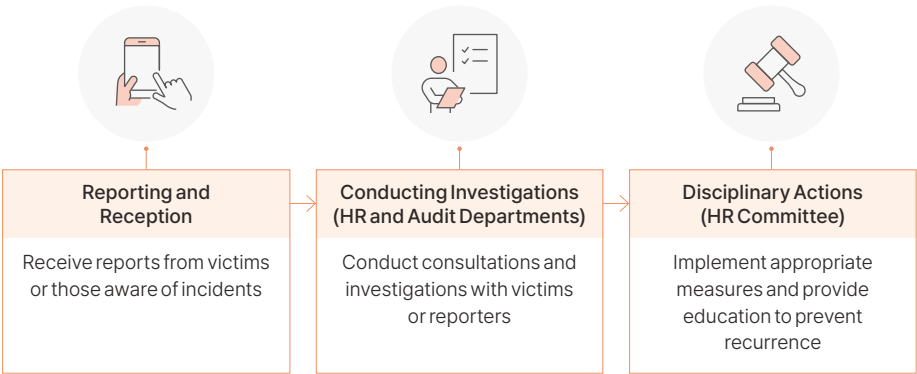 Reporting and
Reception
Receive reports from victims
or those aware of incidents
Conducting Investigations
(HR and Audit Departments)
Conduct consultations and
investigations with victims
or reporters
Disciplinary Actions
(HR Committee)
Implement appropriate
measures and provide
education to prevent
recurrence